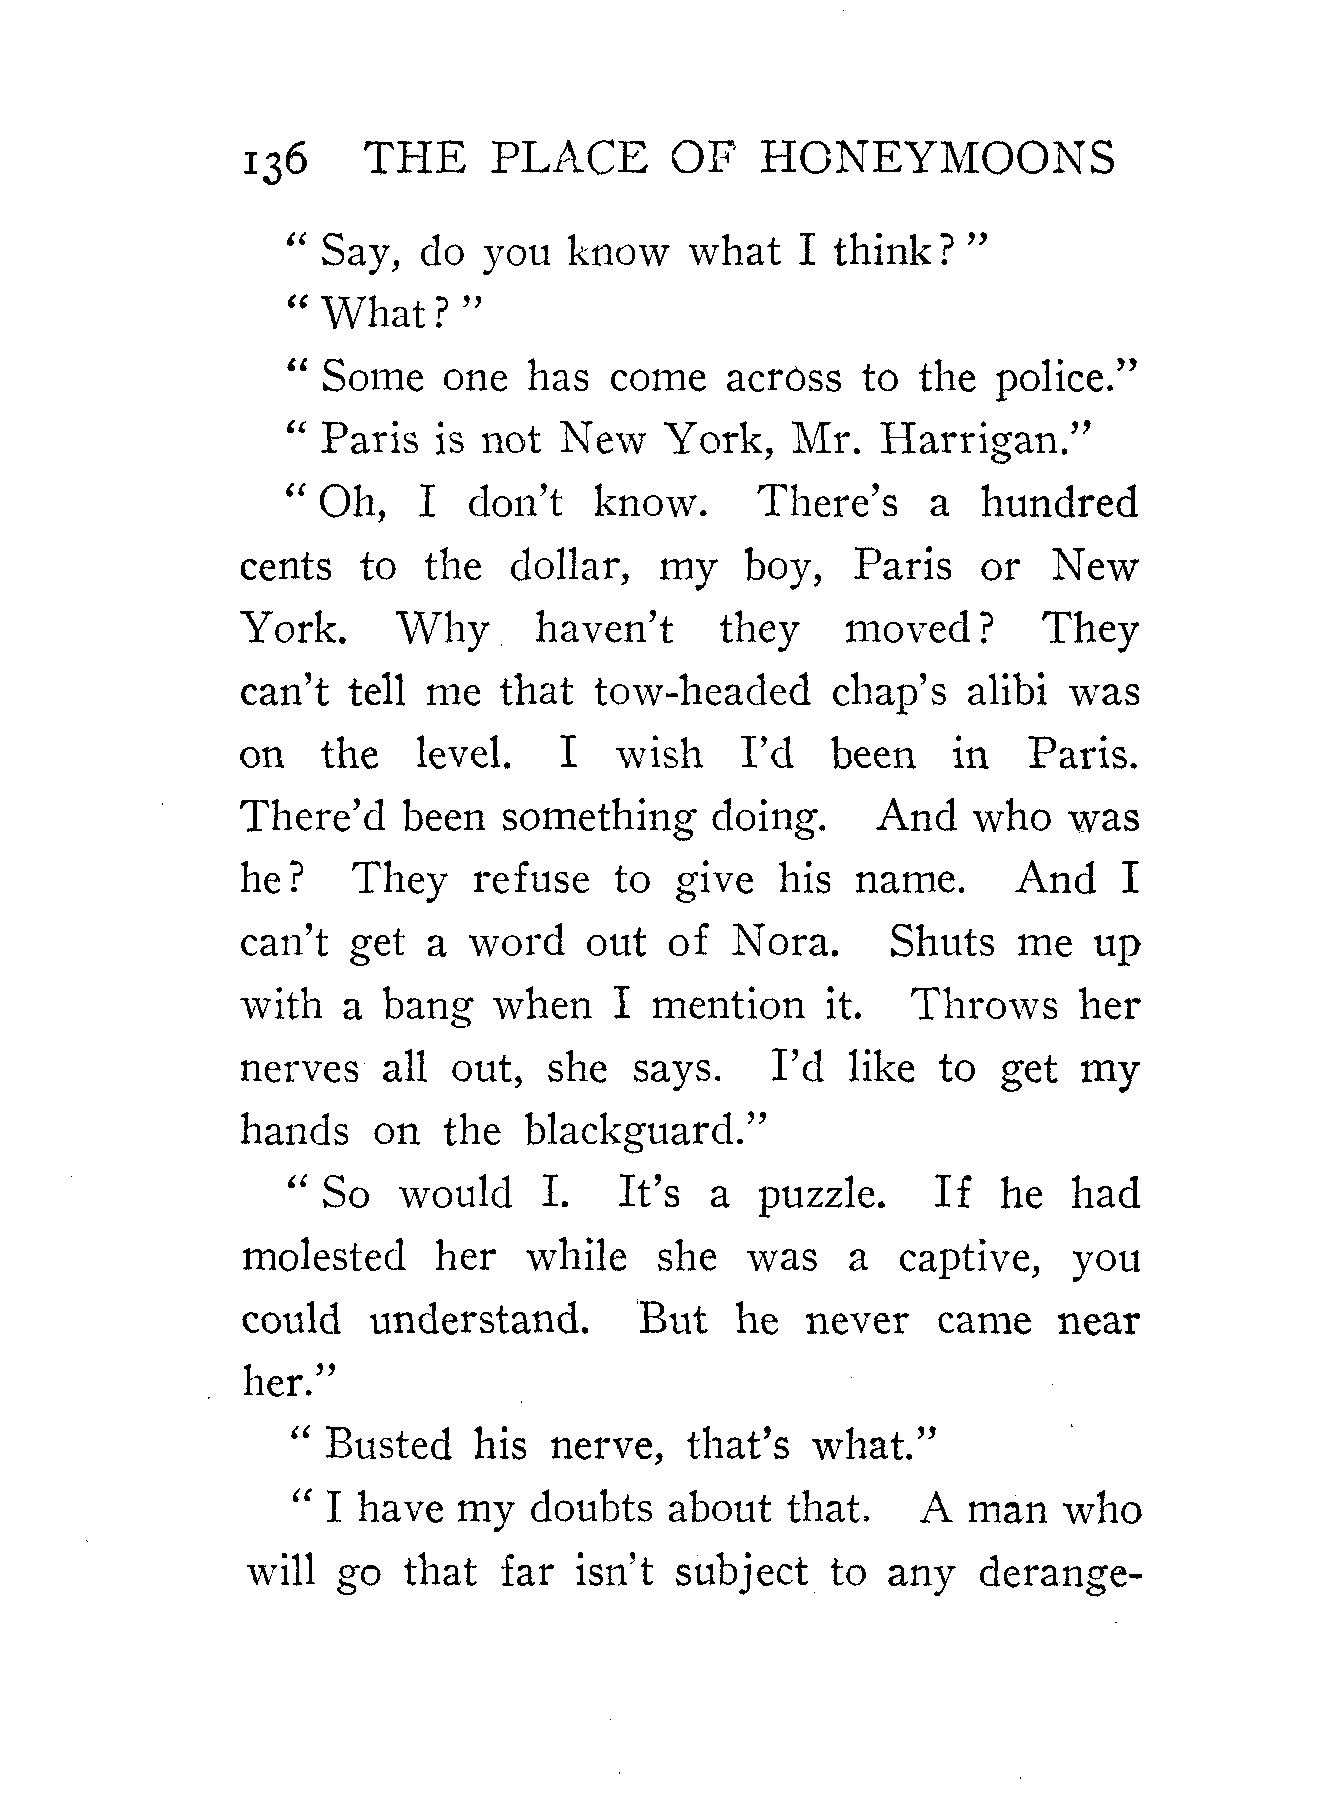 136 THE PLACE OF HONEYMOONS
“ Say, do you know what I think? ”
“ What? ”
“ Some one has come across to the police.”
“ Paris is not New York, Mr. Harrigan.”
“ Oh, I don’t know. There’s a hundred
cents to the dollar, my boy, Paris or New
York. Why haven’t they moved? They
can’t tell me that tow-headed chap’s alibi was
on the level. I wish I’d been in Paris.
There’d been something doing. And who was
he? They refuse to give his name. And I
can’t get a word out of Nora. Shuts me up
with a bang when I mention it. Throws her
nerves all out, she says. I’d like to get my
hands on the blackguard.”
“ So would I. It’s a puzzle. If he had
molested her while she was a captive, you
could understand. But he never came near
her.”
“ Busted his nerve, that’s what.”
“ I have my doubts about that. A man who
will go that far isn’t subject to any derange-